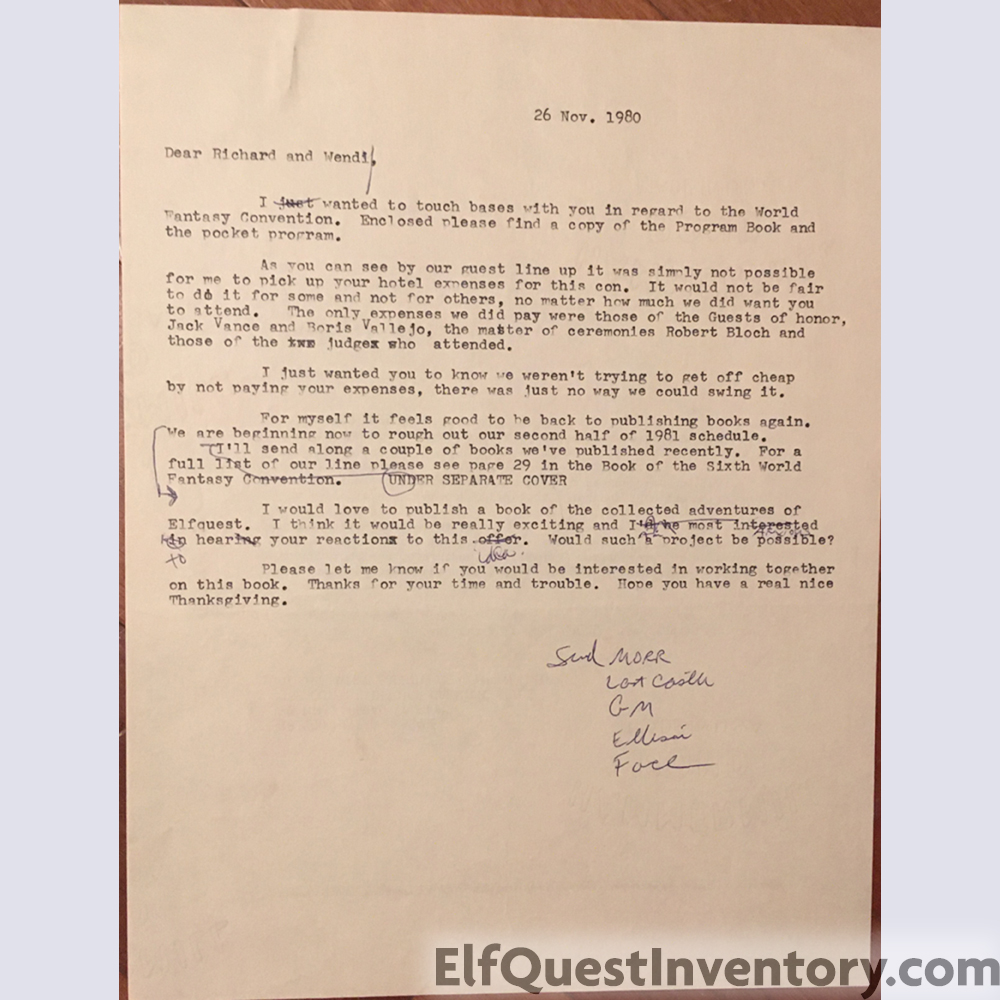 26 Nov. 1980
Dear Richard and Wendi,
I just wanted to touch bases with you in regard to the World
Fantasy Convention. Enclosed please find a copy of the Program Book and
the pocket program.
As you can see by our guest line up it was simply not possible
for me to pick up your hotel expenses for this con. It would not be fair
to do it for some and not for others, no matter how much we did want you
to attend. The only expenses we did pay were those of the Guests of honor,
Jack Vance and Boris Vallejo, the master of ceremonies Robert Bloch and
those of the judges who attended.
I just wanted you to know we weren't trying to get off cheap
by not paying your expenses, there was just no way we could swing it.
For myself it feels good to be back to publishing books again.
We are beginning now to rough out our second half of 1981 schedule.
I'll send along a couple of books we've published recently. For a
full list of our line please see page 29 in the Book of the Sixth World
Fantasy Convention. UNDER SEPARATE COVER
I would love to publish a book of the collected adventures of
Elfquest. I think it would be really exciting and I'd be most interested
in hearing your reactions to this offer. Would such a project be possible?
to idea.
Please let me know if you would be interested in working together
on this book. Thanks for your time and trouble. Hope you have a real nice
Thanksgiving.
Send MORR
Last Castle
GM
Ellison
Face
ElfQuestInventory.com